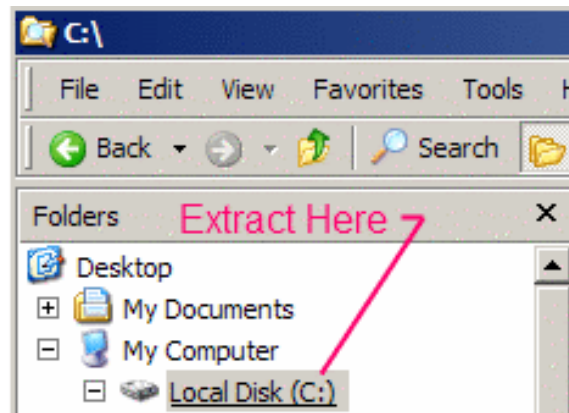 C:\
File Edit View Favorites Tools H
Back Search
Folders Extract Here
Desktop
My Documents
My Computer
Local Disk (C:)